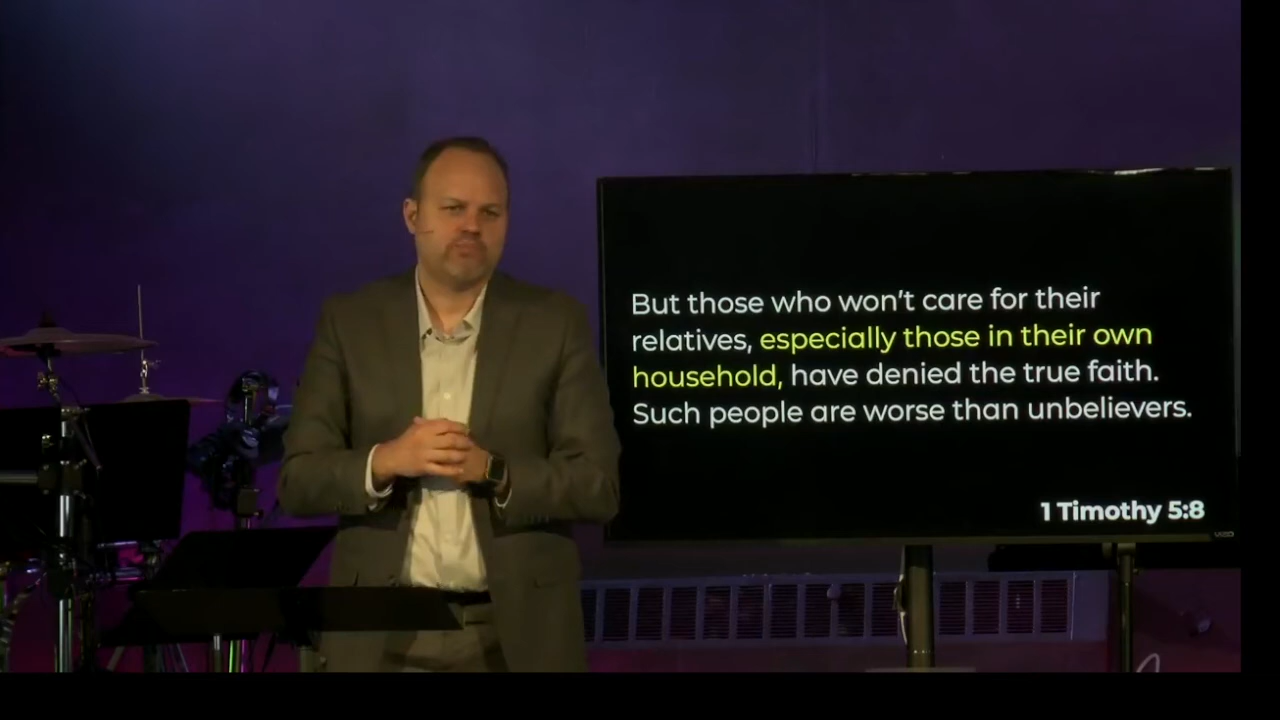 But those who won't care for their
relatives, especially those in their own
household, have denied the true faith.
Such people are worse than unbelievers.
1 Timothy 5:8